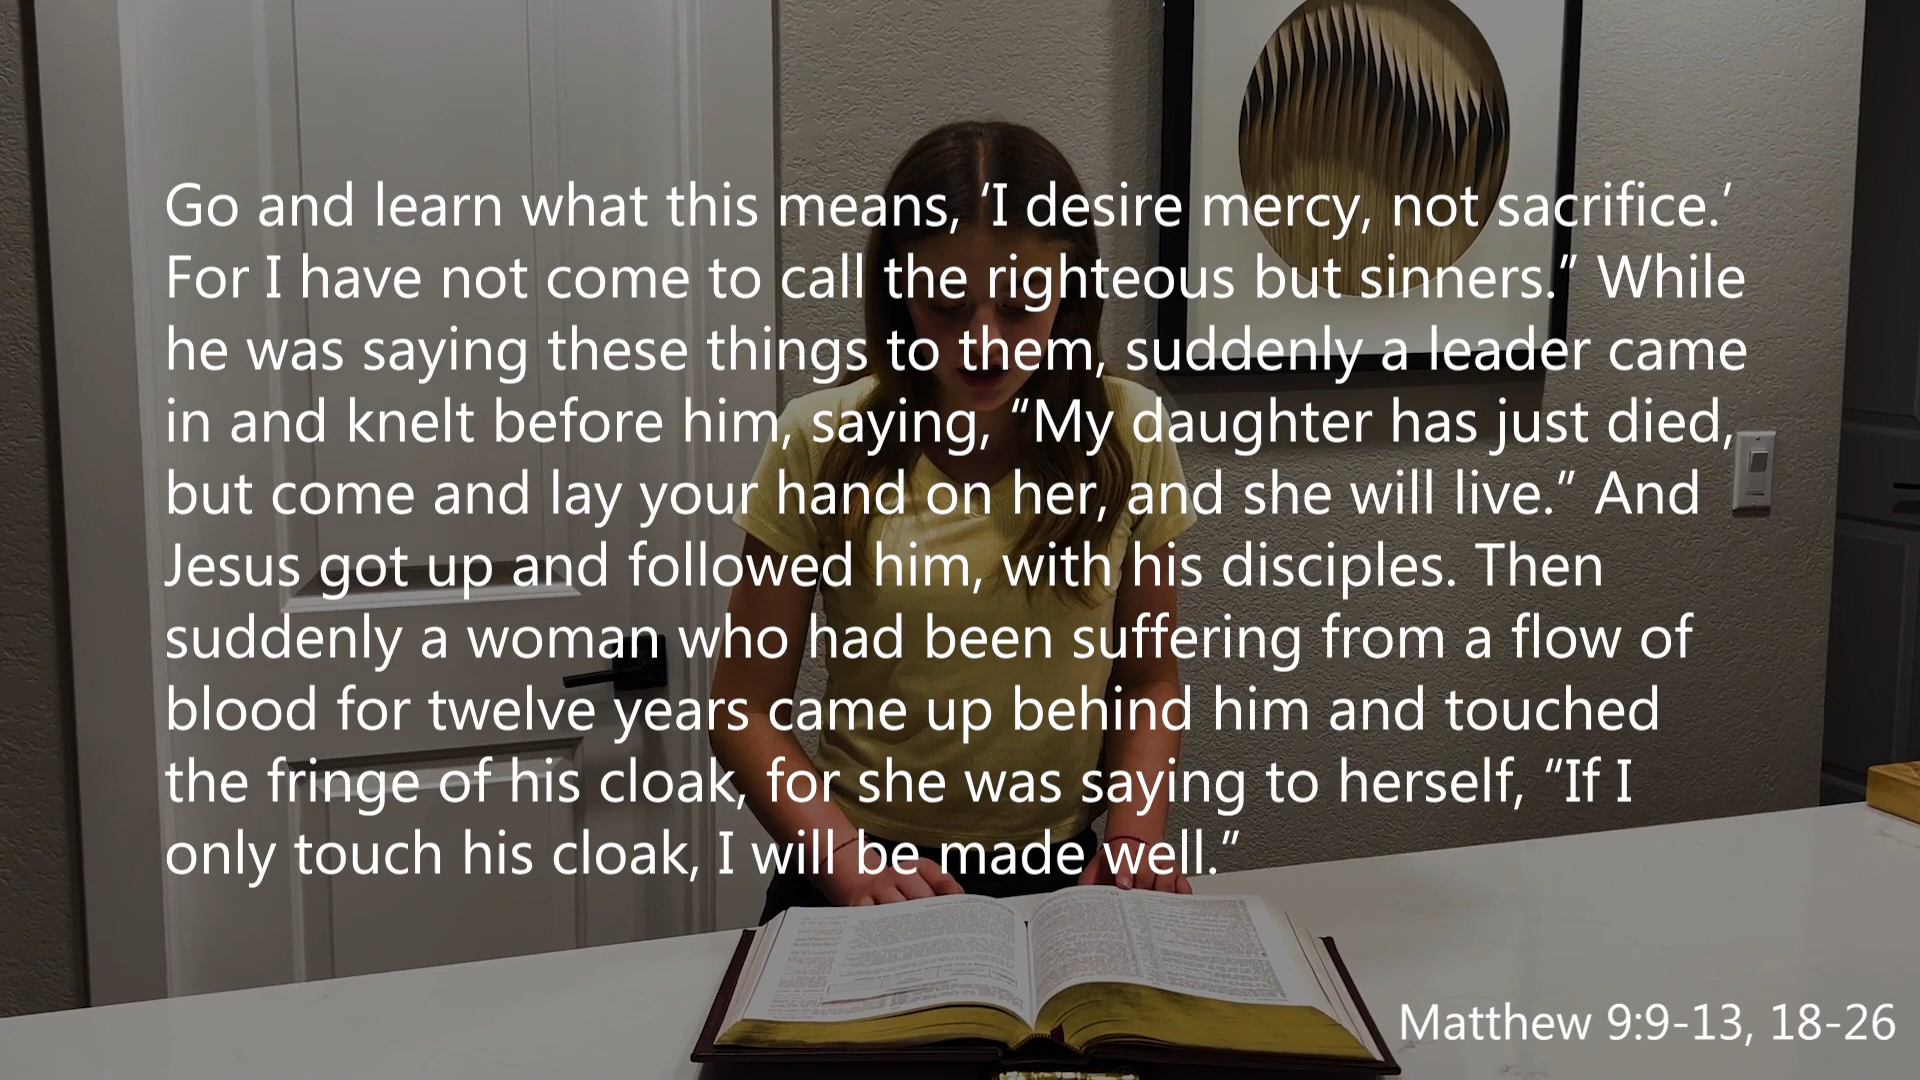 Go and learn what this means, ‘I desire mercy, not sacrifice.’
For I have not come to call the righteous but sinners.” While
he was saying these things to them, suddenly a leader came
in and knelt before him, saying, “My daughter has just died,
but come and lay your hand on her, and she will live.” And
Jesus got up and followed him, with his disciples. Then
suddenly a woman who had been suffering from a flow of
blood for twelve years came up behind him and touched
the fringe of his cloak, for she was saying to herself, “If I
only touch his cloak, I will be made well.”
Matthew 9:9-13, 18-26